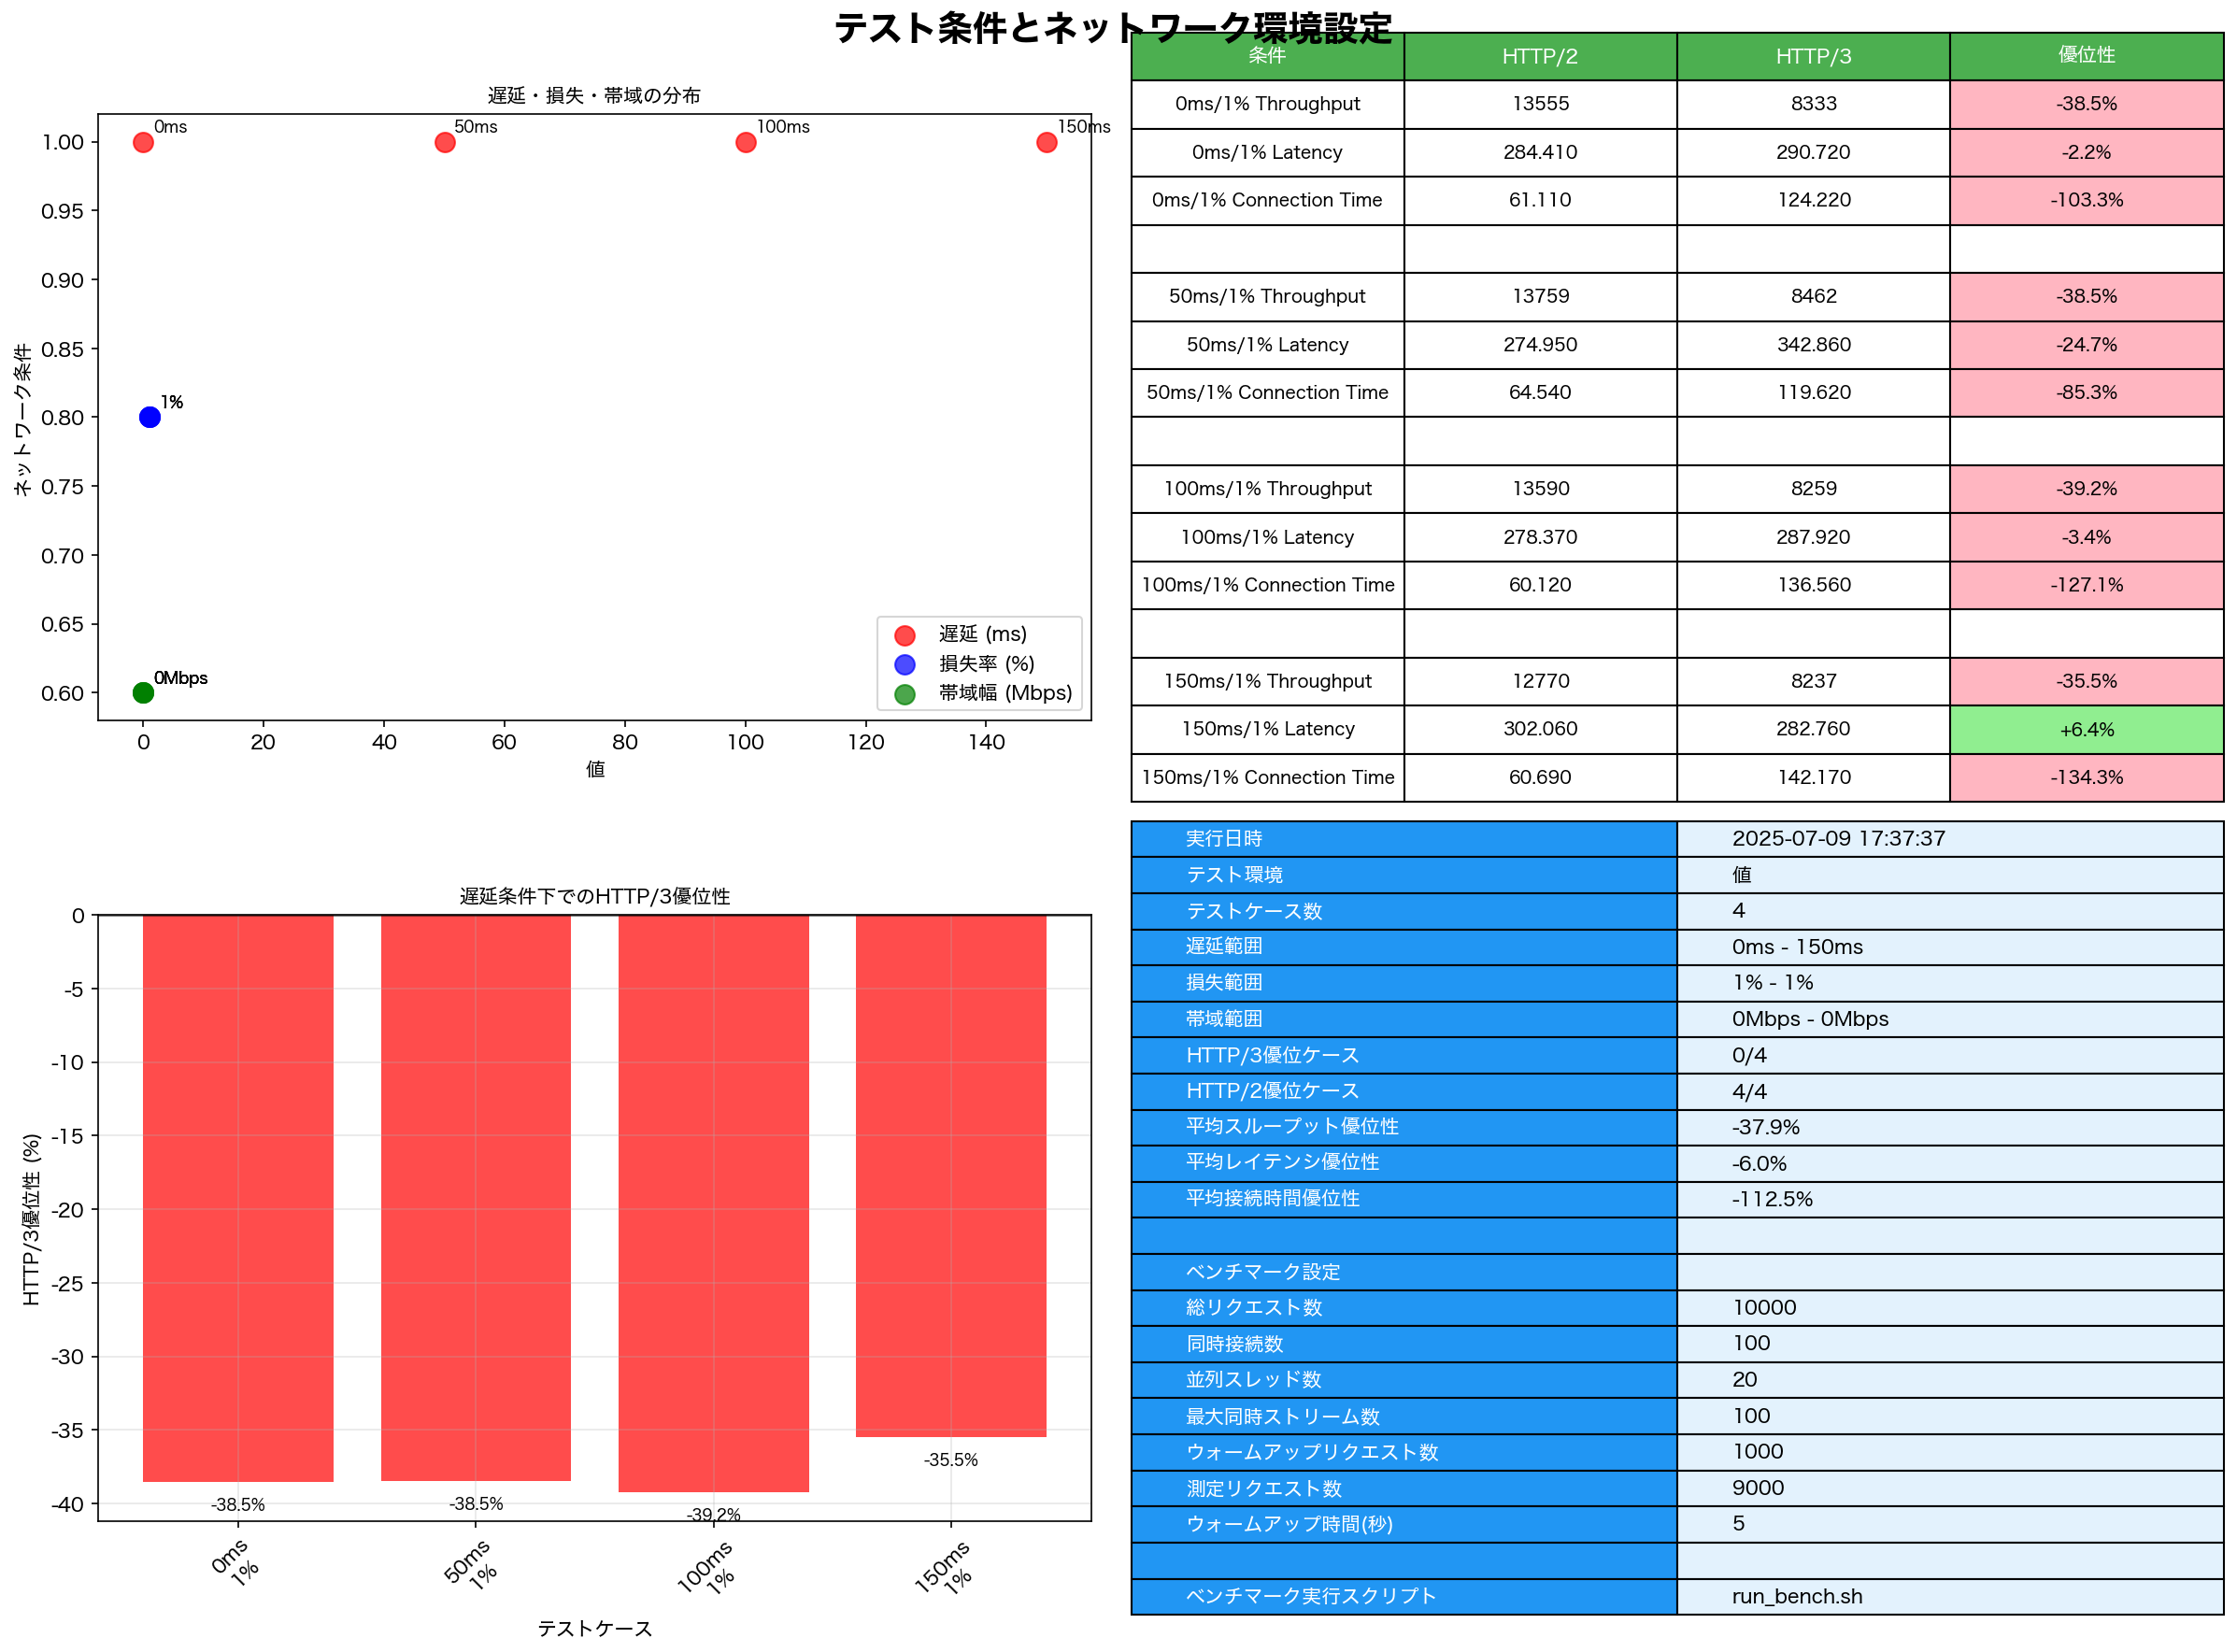 テスト条件とネットワーク環境設定
遅延・損失・帯域の分布
0ms 50ms 100ms 150ms
1.00
0.95
0.90
0.85
0.80
0.75
0.70
0.65
0.60
ネットワーク条件
1%
0Mbps
遅延 (ms)
損失率 (%)
帯域幅 (Mbps)
0 20 40 60 80 100 120 140
値
条件 HTTP/2 HTTP/3 優位性
0ms/1% Throughput 13555 8333 -38.5%
0ms/1% Latency 284.410 290.720 -2.2%
0ms/1% Connection Time 61.110 124.220 -103.3%
50ms/1% Throughput 13759 8462 -38.5%
50ms/1% Latency 274.950 342.860 -24.7%
50ms/1% Connection Time 64.540 119.620 -85.3%
100ms/1% Throughput 13590 8259 -39.2%
100ms/1% Latency 278.370 287.920 -3.4%
100ms/1% Connection Time 60.120 136.560 -127.1%
150ms/1% Throughput 12770 8237 -35.5%
150ms/1% Latency 302.060 282.760 +6.4%
150ms/1% Connection Time 60.690 142.170 -134.3%
遅延条件下でのHTTP/3優位性
0
-5
-10
-15
-20
-25
-30
-35
-40
HTTP/3優位性 (%)
-38.5% -38.5% -39.2% -35.5%
0ms
1%
50ms
1%
100ms
1%
150ms
1%
テストケース
実行日時 2025-07-09 17:37:37
テスト環境 値
テストケース数 4
遅延範囲 0ms - 150ms
損失範囲 1% - 1%
帯域範囲 0Mbps - 0Mbps
HTTP/3優位ケース 0/4
HTTP/2優位ケース 4/4
平均スループット優位性 -37.9%
平均レイテンシ優位性 -6.0%
平均接続時間優位性 -112.5%
ベンチマーク設定
総リクエスト数 10000
同時接続数 100
並列スレッド数 20
最大同時ストリーム数 100
ウォームアップリクエスト数 1000
測定リクエスト数 9000
ウォームアップ時間(秒) 5
ベンチマーク実行スクリプト run_bench.sh